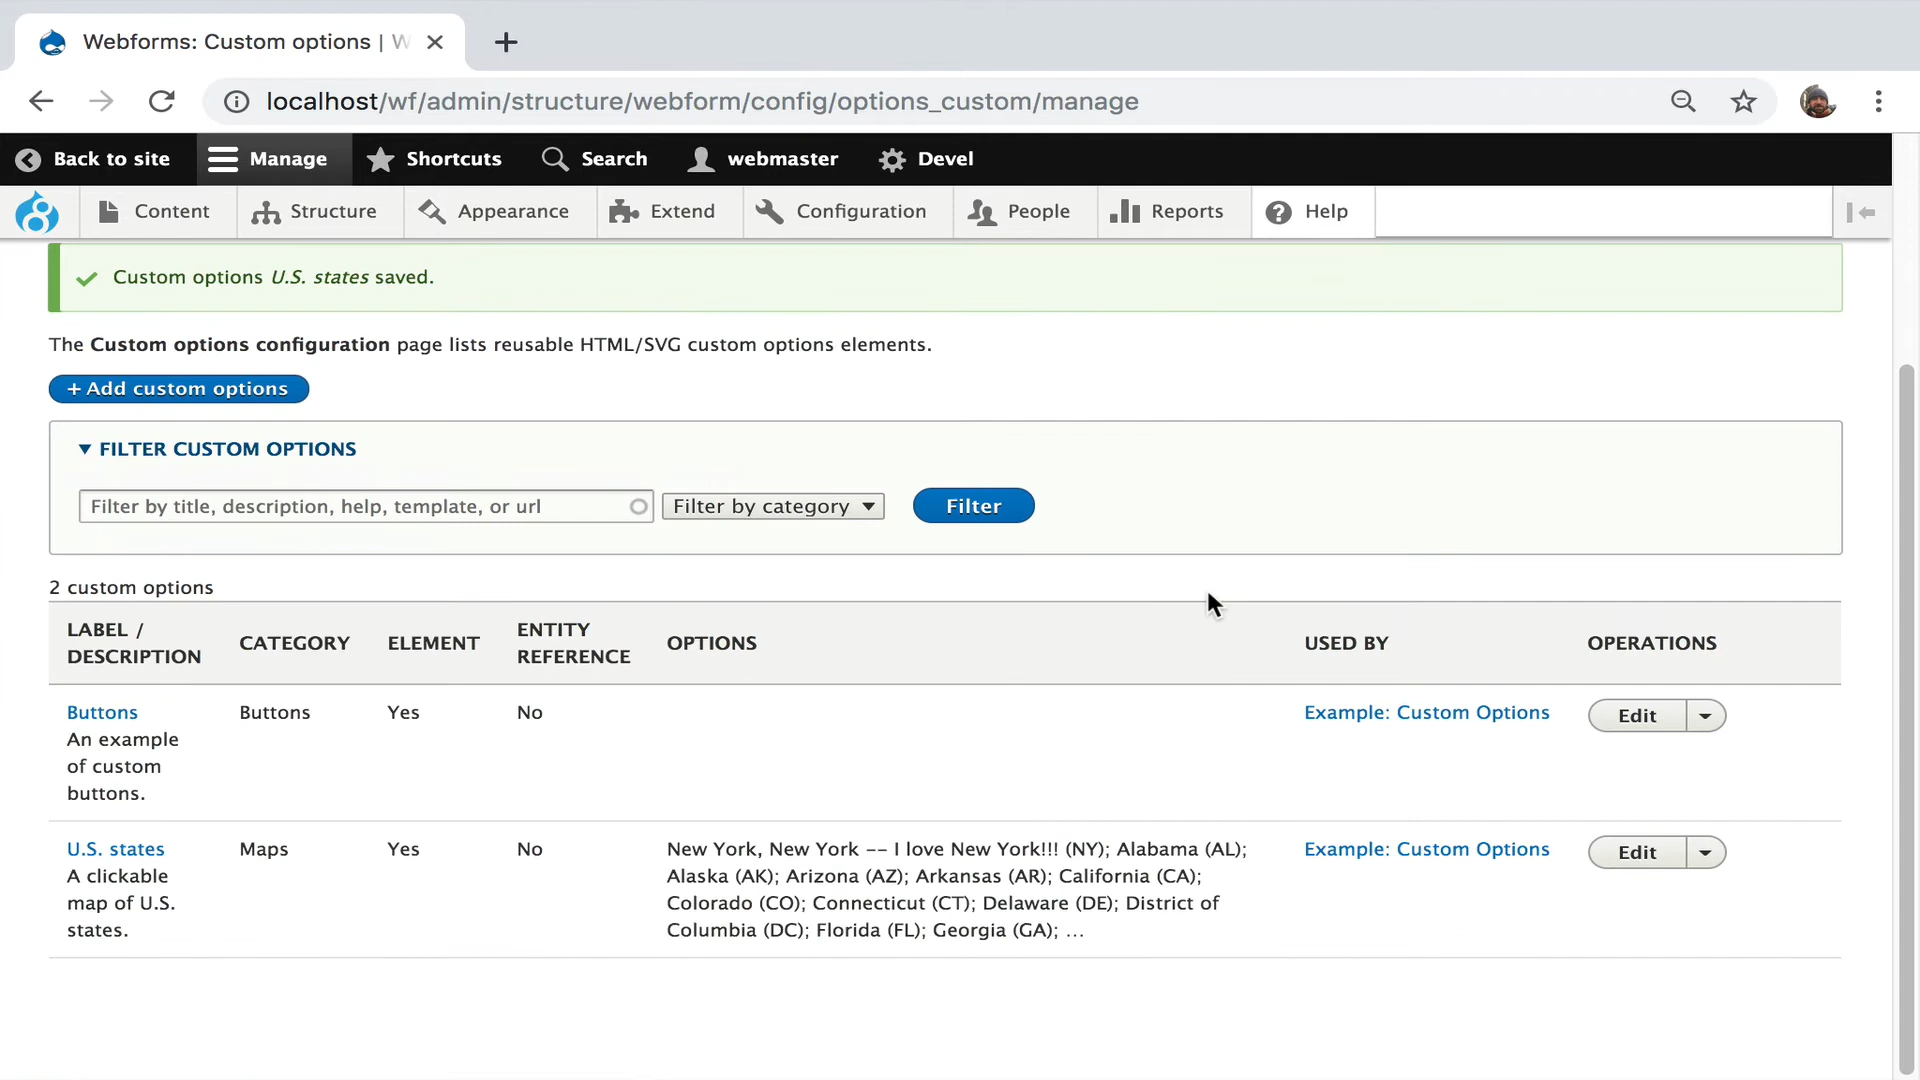 Webforms: Custom options | W
localhost/wf/admin/structure/webform/config/options_custom/manage
Back to site Manage Shortcuts Search webmaster Devel
Content Structure Appearance Extend Configuration People Reports Help
Custom options U.S. states saved.
The Custom options configuration page lists reusable HTML/SVG custom options elements.
+ Add custom options
▼ FILTER CUSTOM OPTIONS
Filter by title, description, help, template, or url Filter by category Filter
2 custom options
LABEL / DESCRIPTION CATEGORY ELEMENT ENTITY REFERENCE OPTIONS USED BY OPERATIONS
Buttons Buttons Yes No Example: Custom Options Edit
An example
of custom
buttons.
U.S. states Maps Yes No New York, New York -- I love New York!!! (NY); Alabama (AL); Example: Custom Options Edit
A clickable Alaska (AK); Arizona (AZ); Arkansas (AR); California (CA);
map of U.S. Colorado (CO); Connecticut (CT); Delaware (DE); District of
states. Columbia (DC); Florida (FL); Georgia (GA); ...